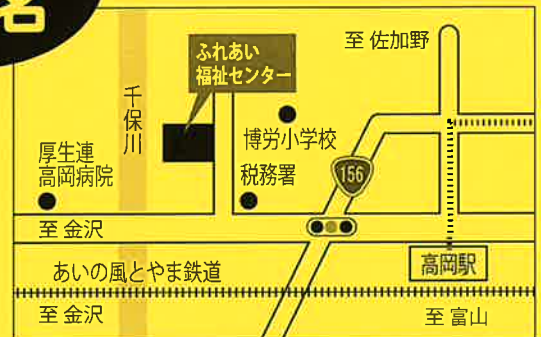 名
ふれあい
福祉センター
至 佐加野
千保川
博労小学校
厚生連
高岡病院
税務署
156
至 金沢
高岡駅
あいの風とやま鉄道
至 金沢
至 富山